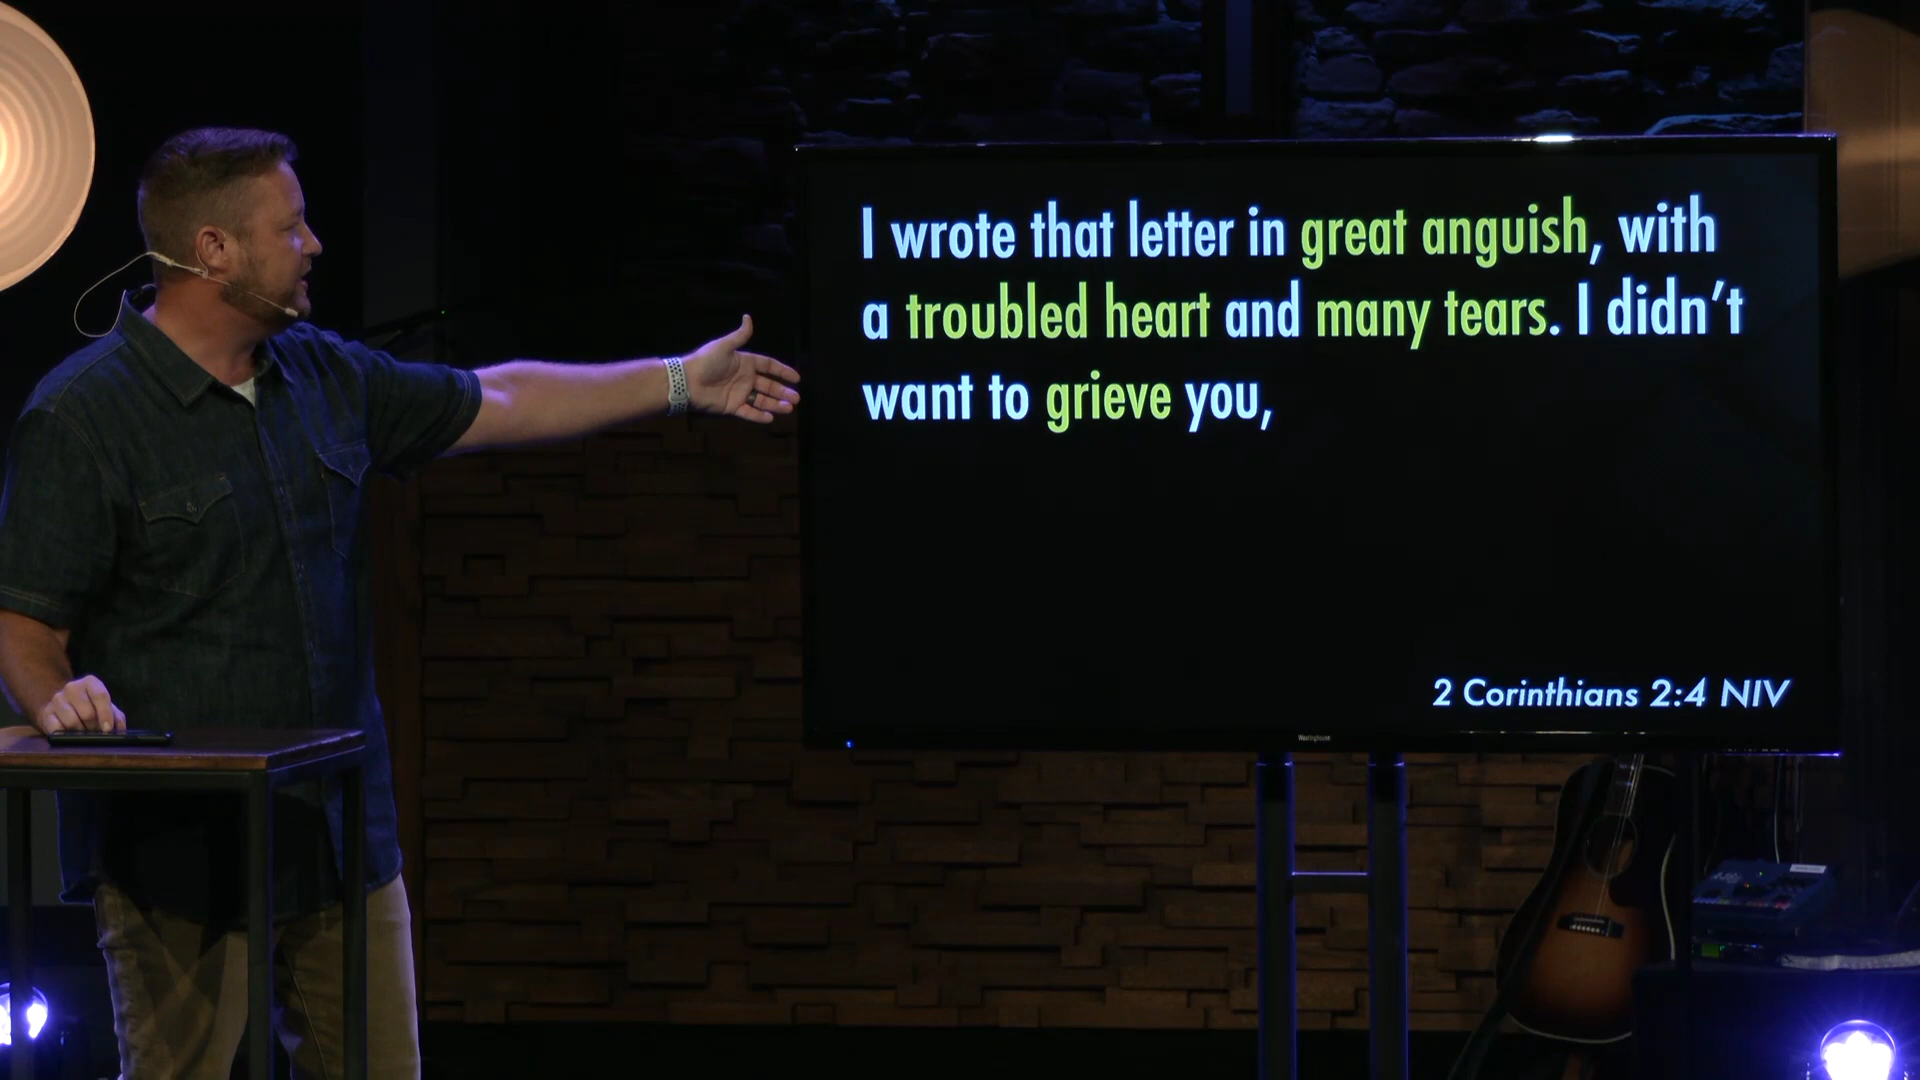 I wrote that letter in great anguish, with
a troubled heart and many tears. I didn’t
want to grieve you,
2 Corinthians 2:4 NIV
Westinghouse